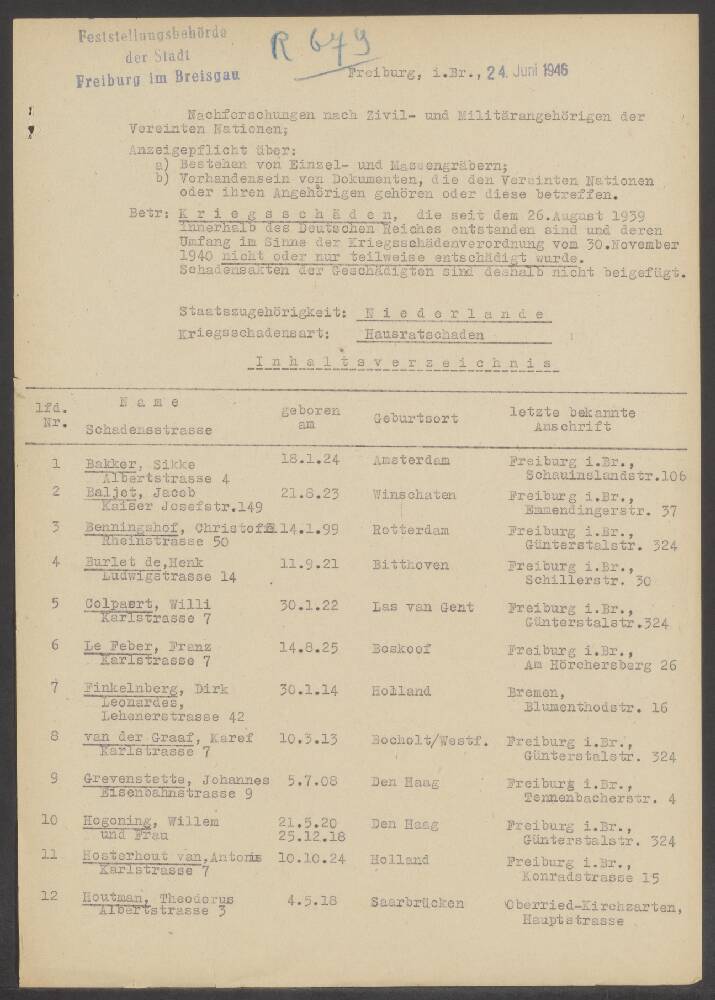 Feststellungsbehörde
der Stadt
Freiburg im Breisgau
R 679
Freiburg, i.Br., 24. Juni 1946
Nachforschungen nach Zivil- und Militärangehörigen der
Vereinten Nationen;
Anzeigepflicht über:
a) Bestehen von Einzel- und Massengräbern;
b) Vorhandensein von Dokumenten, die den Vereinten Nationen
oder ihren Angehörigen gehören oder diese betreffen.
Betr: K r i e g s s c h ä d e n, die seit dem 26.August 1939
innerhalb des Deutschen Reiches entstanden sind und deren
Umfang im Sinne der Kriegsschädenverordnung vom 30.November
1940 nicht oder nur teilweise entschädigt wurde.
Schadensakten der Geschädigten sind deshalb nicht beigefügt.
Staatszugehörigkeit: N i e d e r l a n d e
Kriegsschadensart: Hausratschaden
I n h a l t s v e r z e i c h n i s
lfd. Nr. N a m e Schadensstrasse geboren am Geburtsort letzte bekannte Anschrift
1 Bakker, Sikke 18.1.24 Amsterdam Freiburg i.Br.,
Albertstrasse 4 Schauinslandstr.106
2 Baljet, Jacob 21.8.23 Winschaten Freiburg i.Br.,
Kaiser Josefstr.149 Emmendingerstr. 37
3 Benningshof, Christoff 14.1.99 Rotterdam Freiburg i.Br.,
Rheinstrasse 50 Günterstalstr. 324
4 Burlet de,Henk 11.9.21 Bitthoven Freiburg i.Br.,
Ludwigstrasse 14 Schillerstr. 30
5 Colpaert, Willi 30.1.22 Las van Gent Freiburg i.Br.,
Karlstrasse 7 Günterstalstr.324
6 Le Feber, Franz 14.8.25 Boskoof Freiburg i.Br.,
Karlstrasse 7 Am Hörchersberg 26
7 Finkelnberg, Dirk 30.1.14 Holland Bremen,
Leonardes, Blumenthodstr. 16
Lehenerstrasse 42
8 van der Graaf, Karef 10.3.13 Bocholt/Westf. Freiburg i.Br.,
Karlstrasse 7 Günterstalstr. 324
9 Grevenstette, Johannes 5.7.08 Den Haag Freiburg i.Br.,
Eisenbahnstrasse 9 Tennenbacherstr. 4
10 Hogoning, Willem 21.5.20 Den Haag Freiburg i.Br.,
und Frau 25.12.18 Günterstalstr. 324
11 Hosterhout van,Antonis 10.10.24 Holland Freiburg i.Br.,
Karlstrasse 7 Konradstrasse 15
12 Houtman, Theodorus 4.5.18 Saarbrücken Oberried-Kirchzarten,
Albertstrasse 3 Hauptstrasse